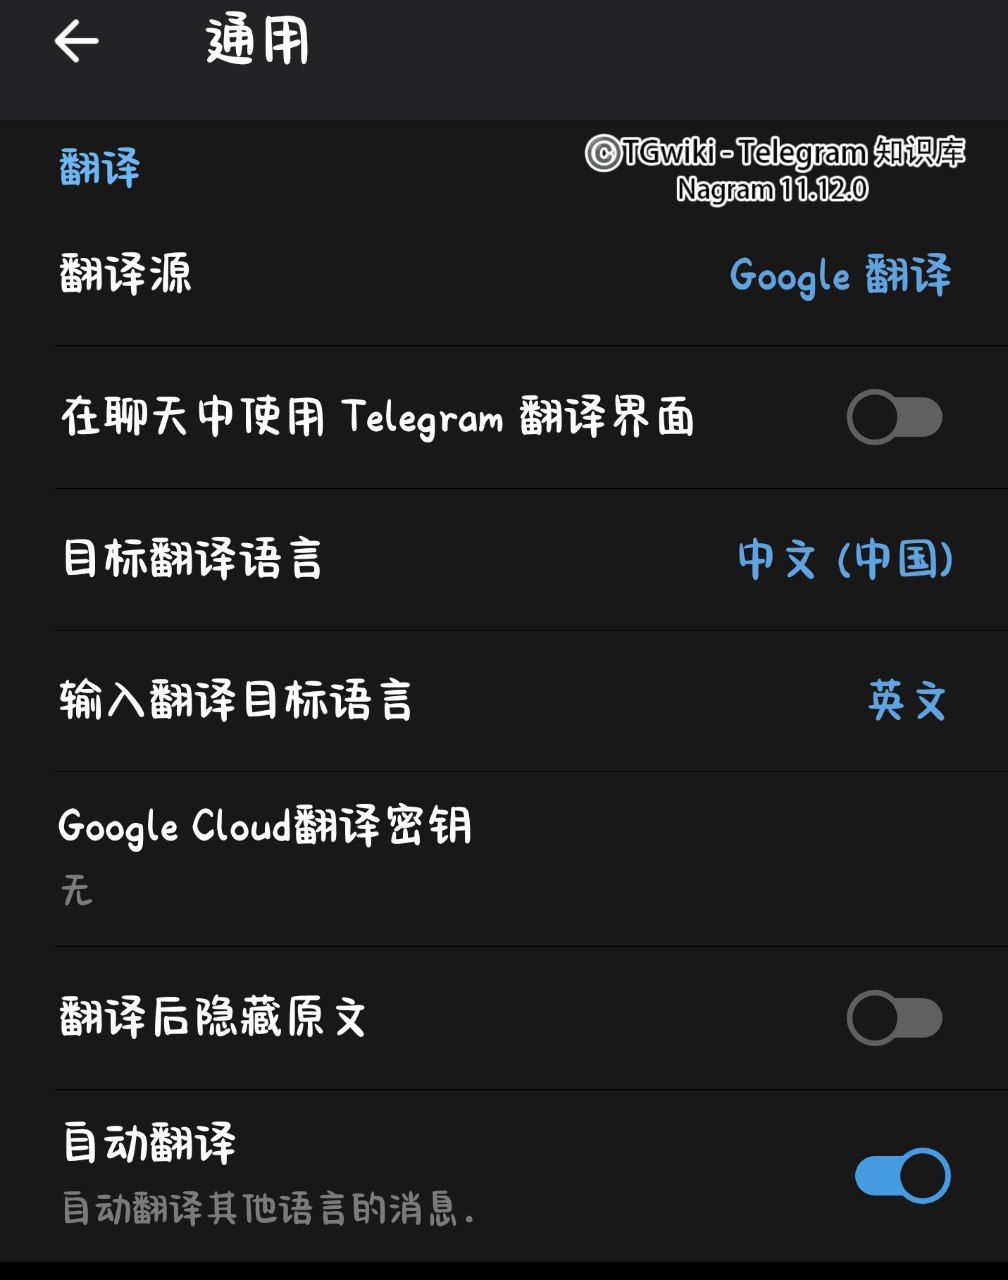 通用
©TGwiki - Telegram 知识库
Nagram 11.12.0
翻译
翻译源
Google 翻译
在聊天中使用 Telegram 翻译界面
目标翻译语言
中文 (中国)
输入翻译目标语言
英文
Google Cloud翻译密钥
无
翻译后隐藏原文
自动翻译
自动翻译其他语言的消息.